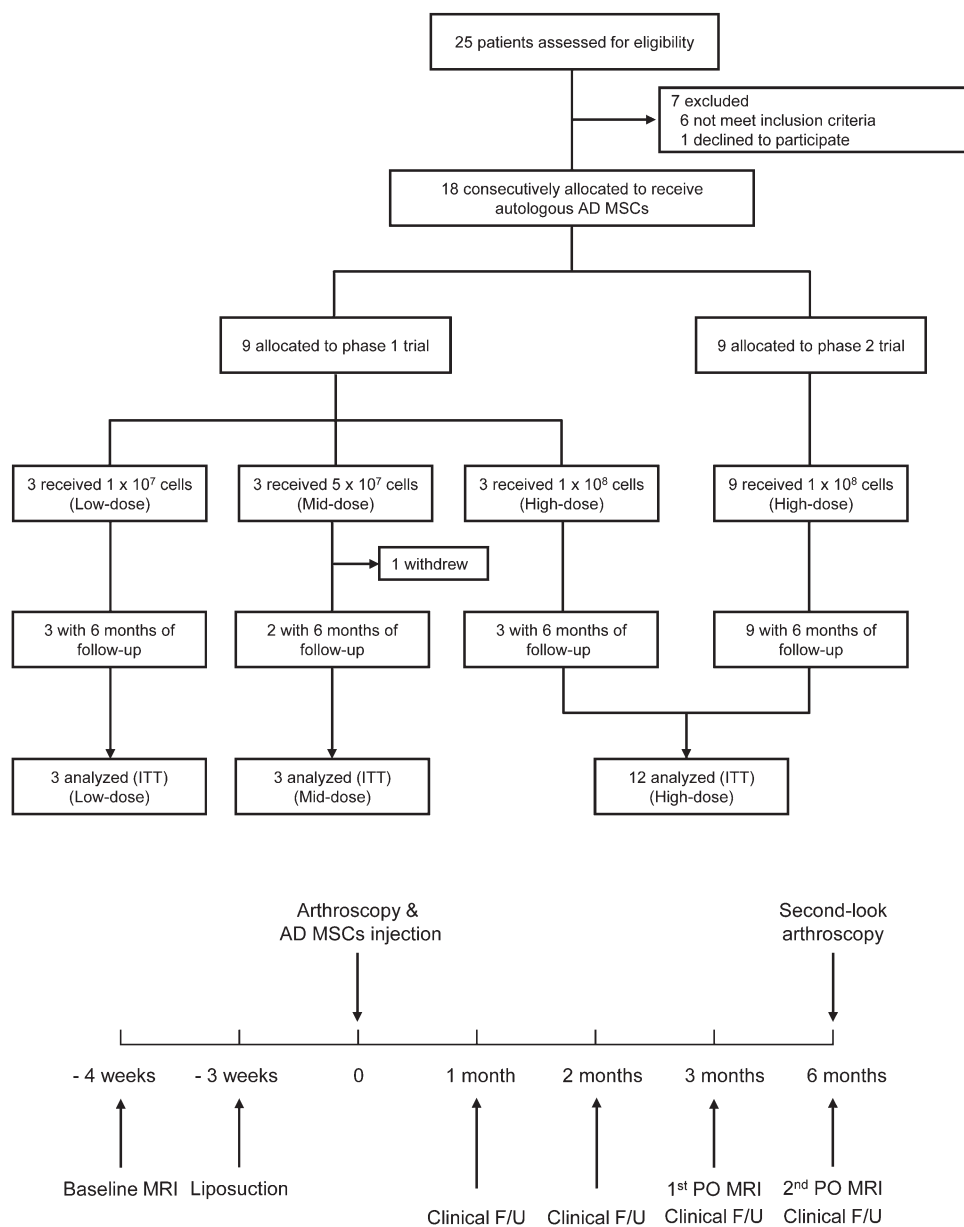 25 patients assessed for eligibility
7 excluded
6 not meet inclusion criteria
1 declined to participate
18 consecutively allocated to receive
autologous AD MSCs
9 allocated to phase 1 trial
9 allocated to phase 2 trial
3 received 1 x 10⁷ cells
(Low-dose)
3 received 5 x 10⁷ cells
(Mid-dose)
3 received 1 x 10⁸ cells
(High-dose)
9 received 1 x 10⁸ cells
(High-dose)
1 withdrew
3 with 6 months of
follow-up
2 with 6 months of
follow-up
3 with 6 months of
follow-up
9 with 6 months of
follow-up
3 analyzed (ITT)
(Low-dose)
3 analyzed (ITT)
(Mid-dose)
12 analyzed (ITT)
(High-dose)
Arthroscopy &
AD MSCs injection
Second-look
arthroscopy
- 4 weeks
- 3 weeks
0
1 month
2 months
3 months
6 months
Baseline MRI
Liposuction
Clinical F/U
Clinical F/U
1ˢᵗ PO MRI
Clinical F/U
2ⁿᵈ PO MRI
Clinical F/U